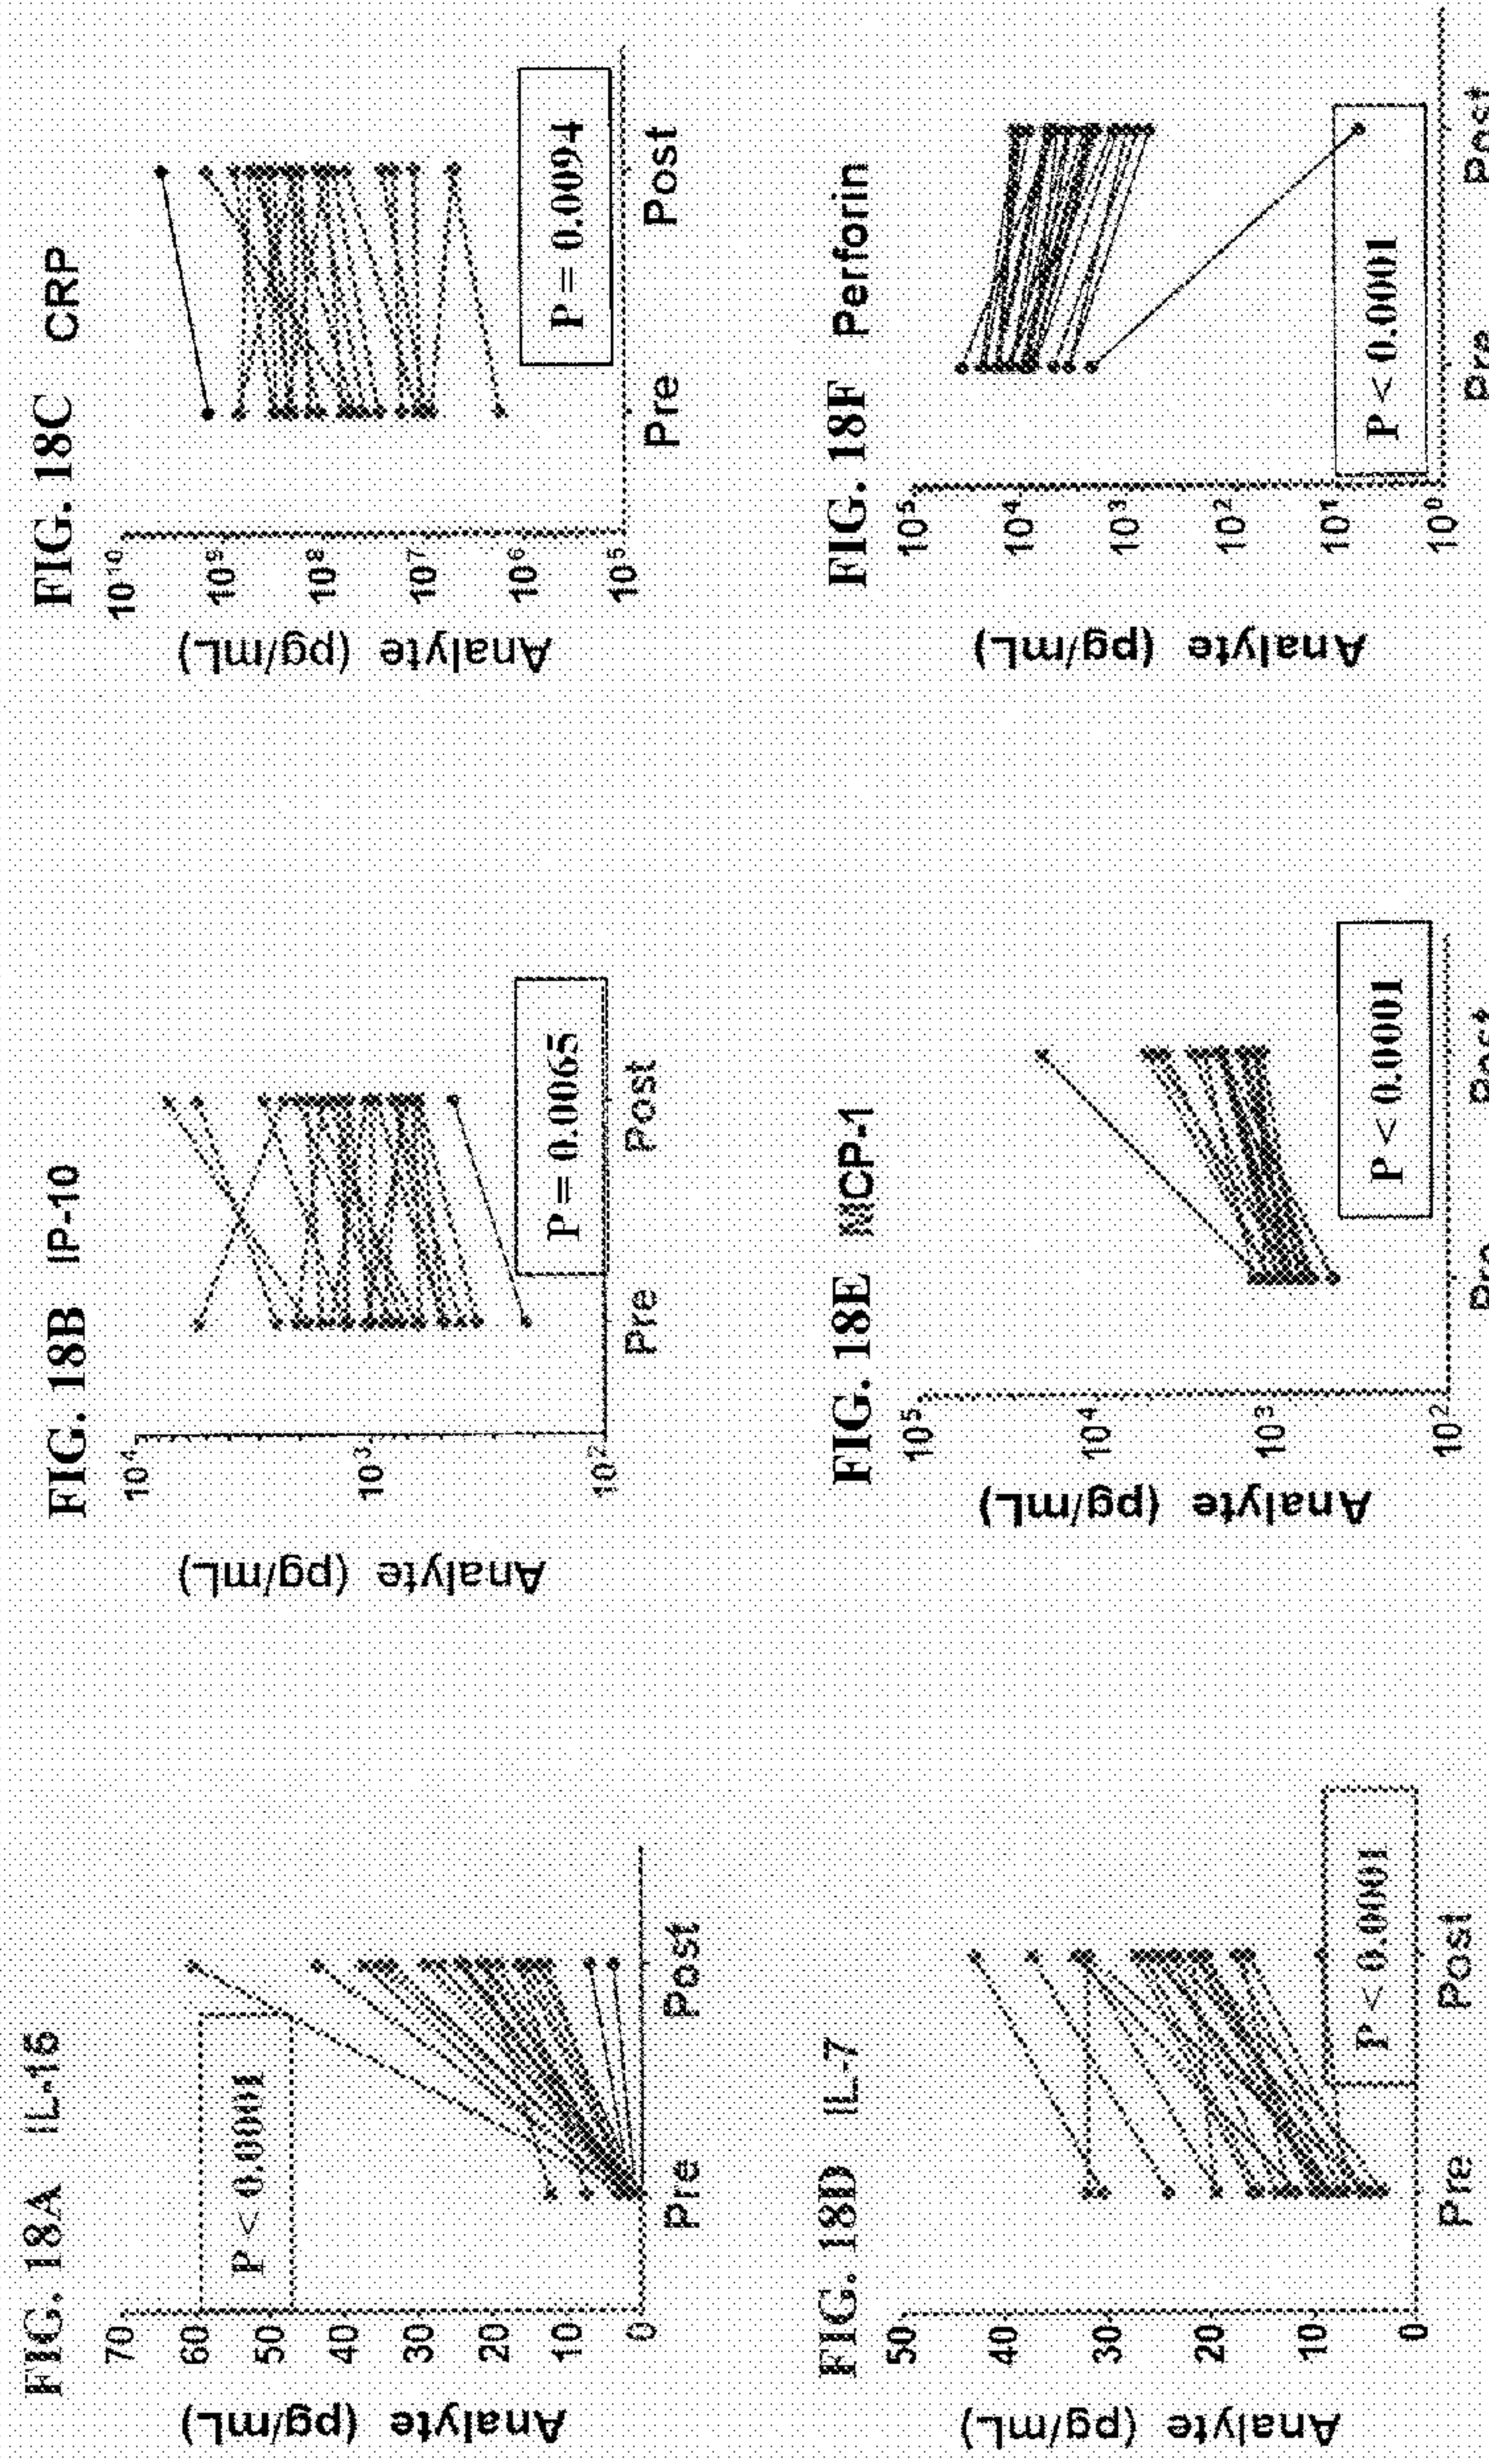 FIG. 18A IL-15
Analyte (pg/mL)
70
60
50
40
30
20
10
0
P < 0.0001
Pre Post
FIG. 18B IP-10
Analyte (pg/mL)
10⁴
10³
10²
P = 0.0065
Pre Post
FIG. 18C CRP
Analyte (pg/mL)
10¹⁰
10⁹
10⁸
10⁷
10⁶
10⁵
P = 0.0094
Pre Post
FIG. 18D IL-7
Analyte (pg/mL)
50
40
30
20
10
0
P < 0.0001
Pre Post
FIG. 18E MCP-1
Analyte (pg/mL)
10⁵
10⁴
10³
10²
P < 0.0001
Pre Post
FIG. 18F Perforin
Analyte (pg/mL)
10⁵
10⁴
10³
10²
10¹
10⁰
P < 0.0001
Pre Post